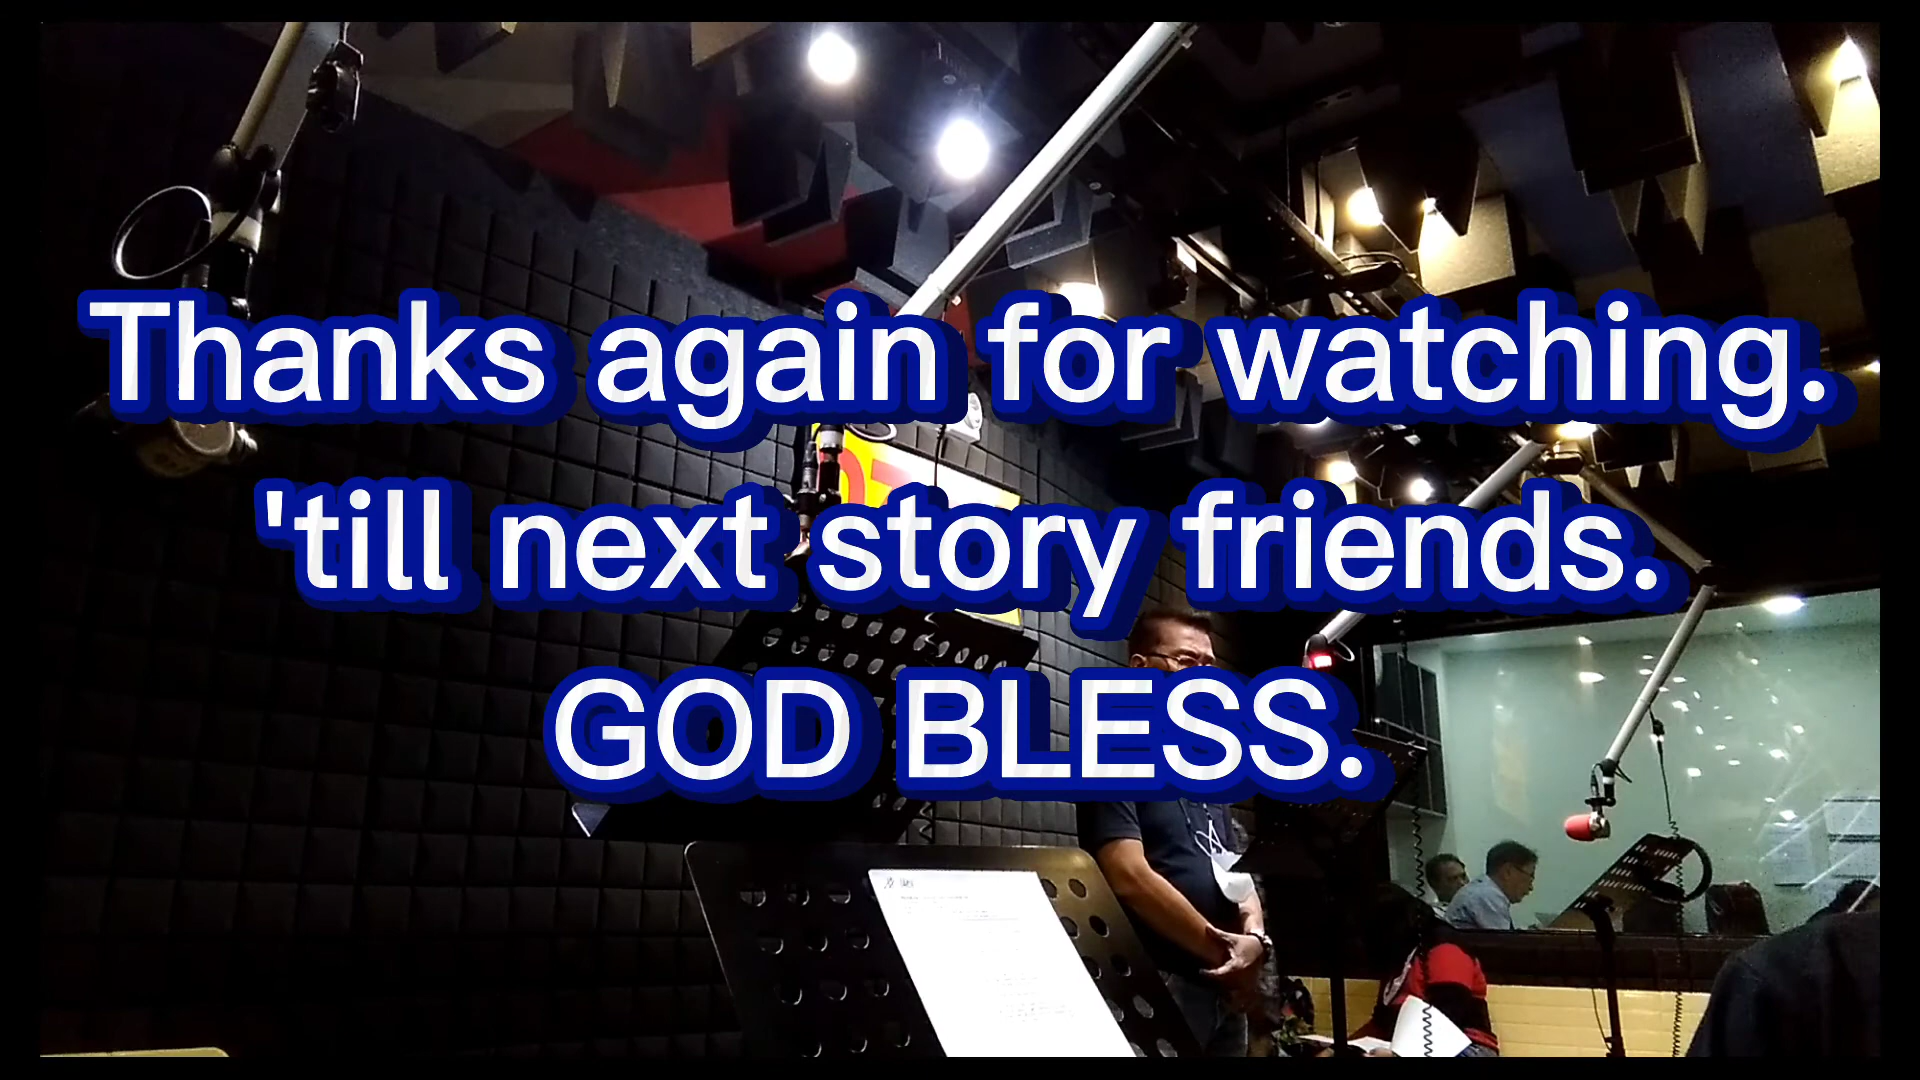 Thanks again for watching.
'till next story friends.
GOD BLESS.